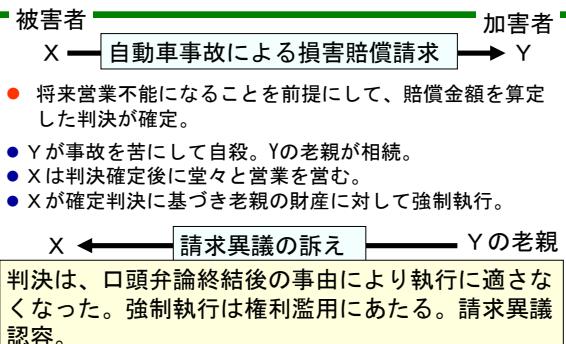 被害者 加害者
X 自動車事故による損害賠償請求 Y
● 将来営業不能になることを前提にして、賠償金額を算定
した判決が確定。
● Yが事故を苦にして自殺。Yの老親が相続。
● Xは判決確定後に堂々と営業を営む。
● Xが確定判決に基づき老親の財産に対して強制執行。
X 請求異議の訴え Yの老親
判決は、口頭弁論終結後の事由により執行に適さな
くなった。強制執行は権利濫用にあたる。請求異議
認容。